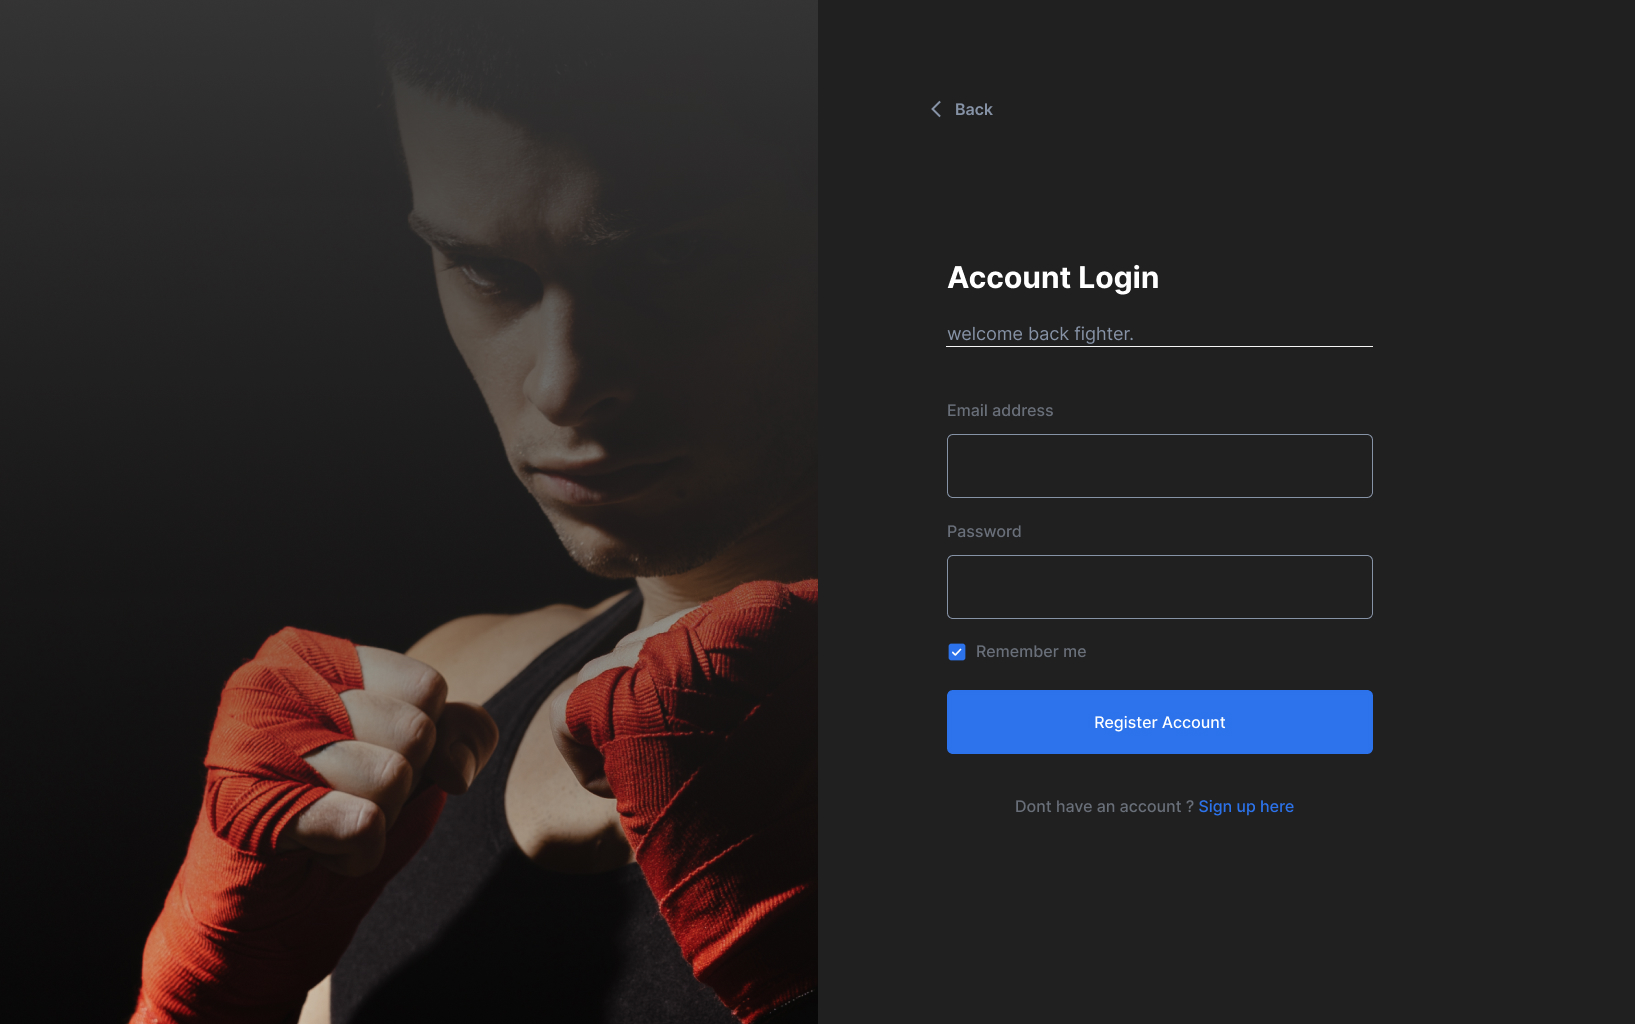 Back
Account Login
welcome back fighter.
Email address
Password
Remember me
Register Account
Dont have an account ? Sign up here